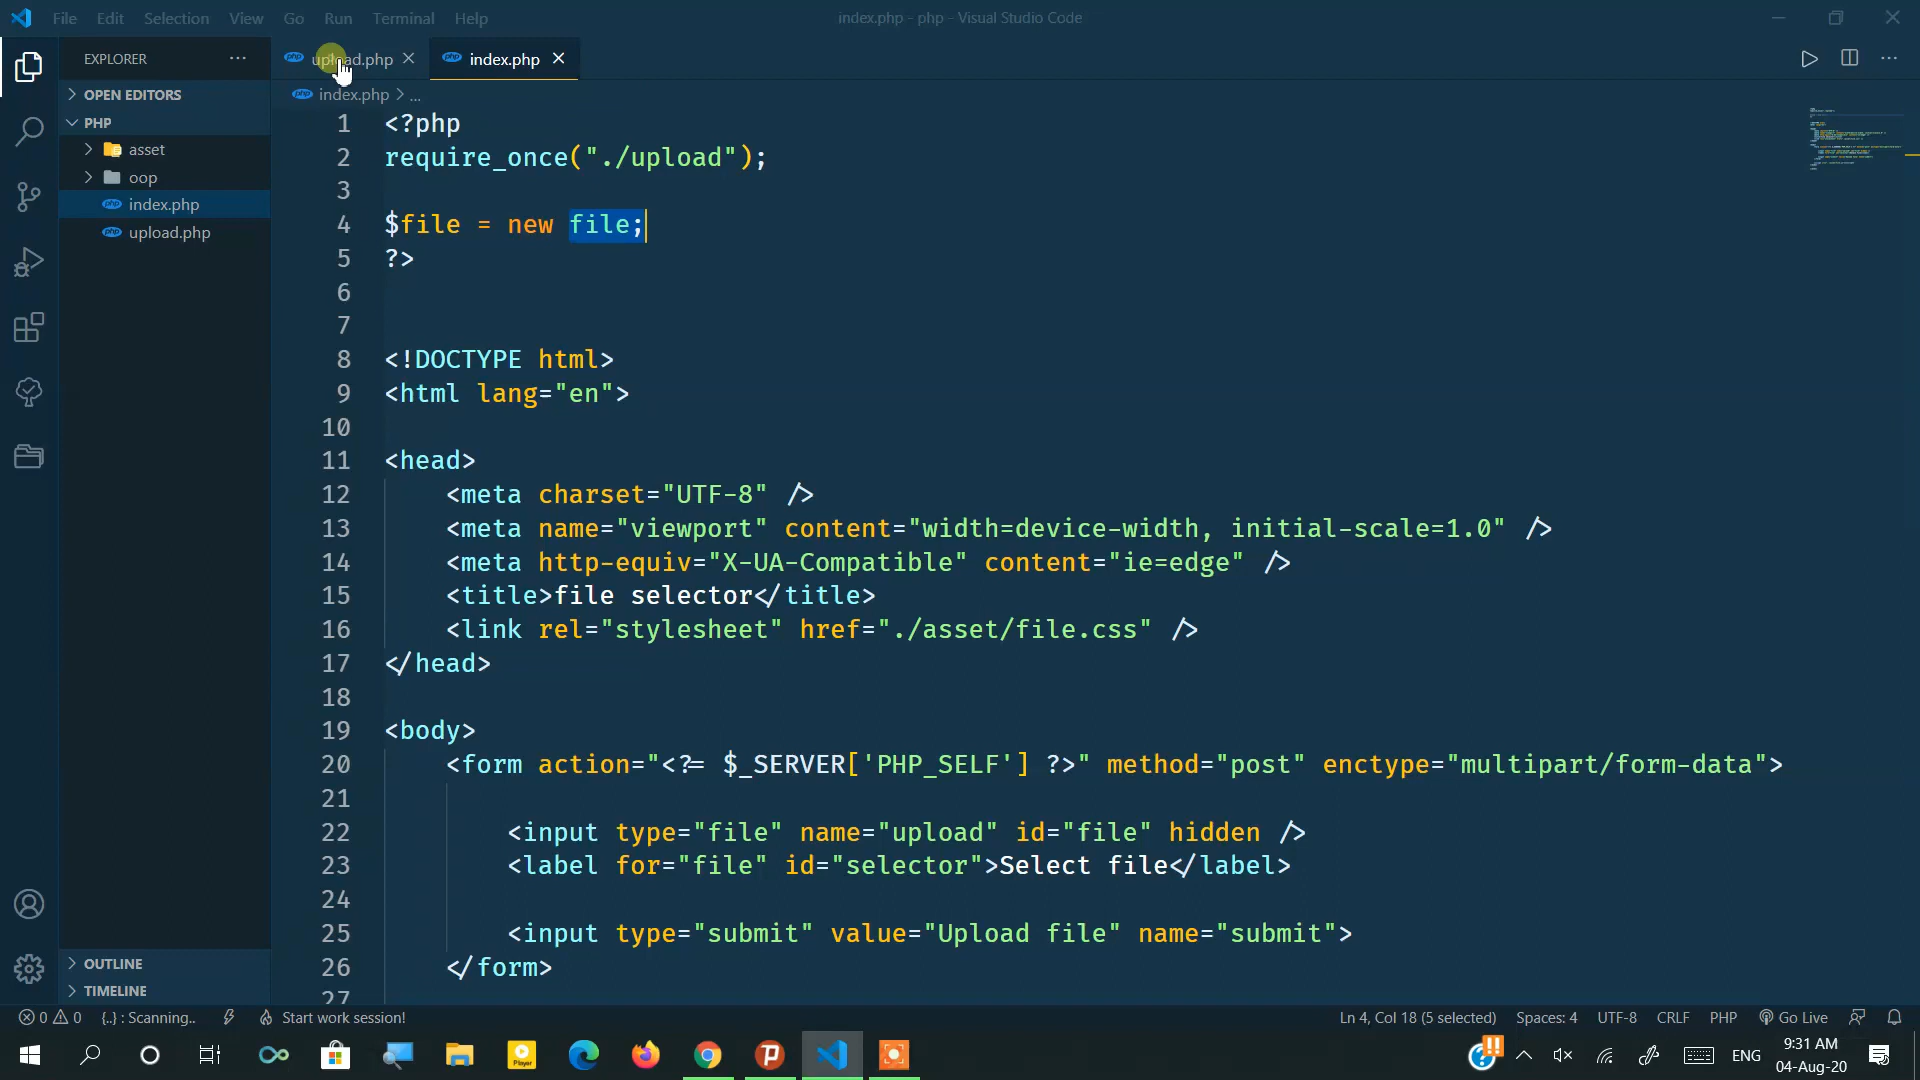 File Edit Selection View Go Run Terminal Help
index.php - php - Visual Studio Code
EXPLORER
upload.php
index.php
OPEN EDITORS
PHP
asset
oop
index.php
upload.php
index.php > ...
1 <?php
2 require_once("./upload");
3
4 $file = new file;
5 ?>
6
7
8 <!DOCTYPE html>
9 <html lang="en">
10
11 <head>
12 <meta charset="UTF-8" />
13 <meta name="viewport" content="width=device-width, initial-scale=1.0" />
14 <meta http-equiv="X-UA-Compatible" content="ie=edge" />
15 <title>file selector</title>
16 <link rel="stylesheet" href="./asset/file.css" />
17 </head>
18
19 <body>
20 <form action="<?= $_SERVER['PHP_SELF'] ?>" method="post" enctype="multipart/form-data">
21
22 <input type="file" name="upload" id="file" hidden />
23 <label for="file" id="selector">Select file</label>
24
25 <input type="submit" value="Upload file" name="submit">
26 </form>
27
OUTLINE
TIMELINE
0 0 {..} : Scanning.. Start work session!
Ln 4, Col 18 (5 selected) Spaces: 4 UTF-8 CRLF PHP Go Live
ENG
9:31 AM
04-Aug-20